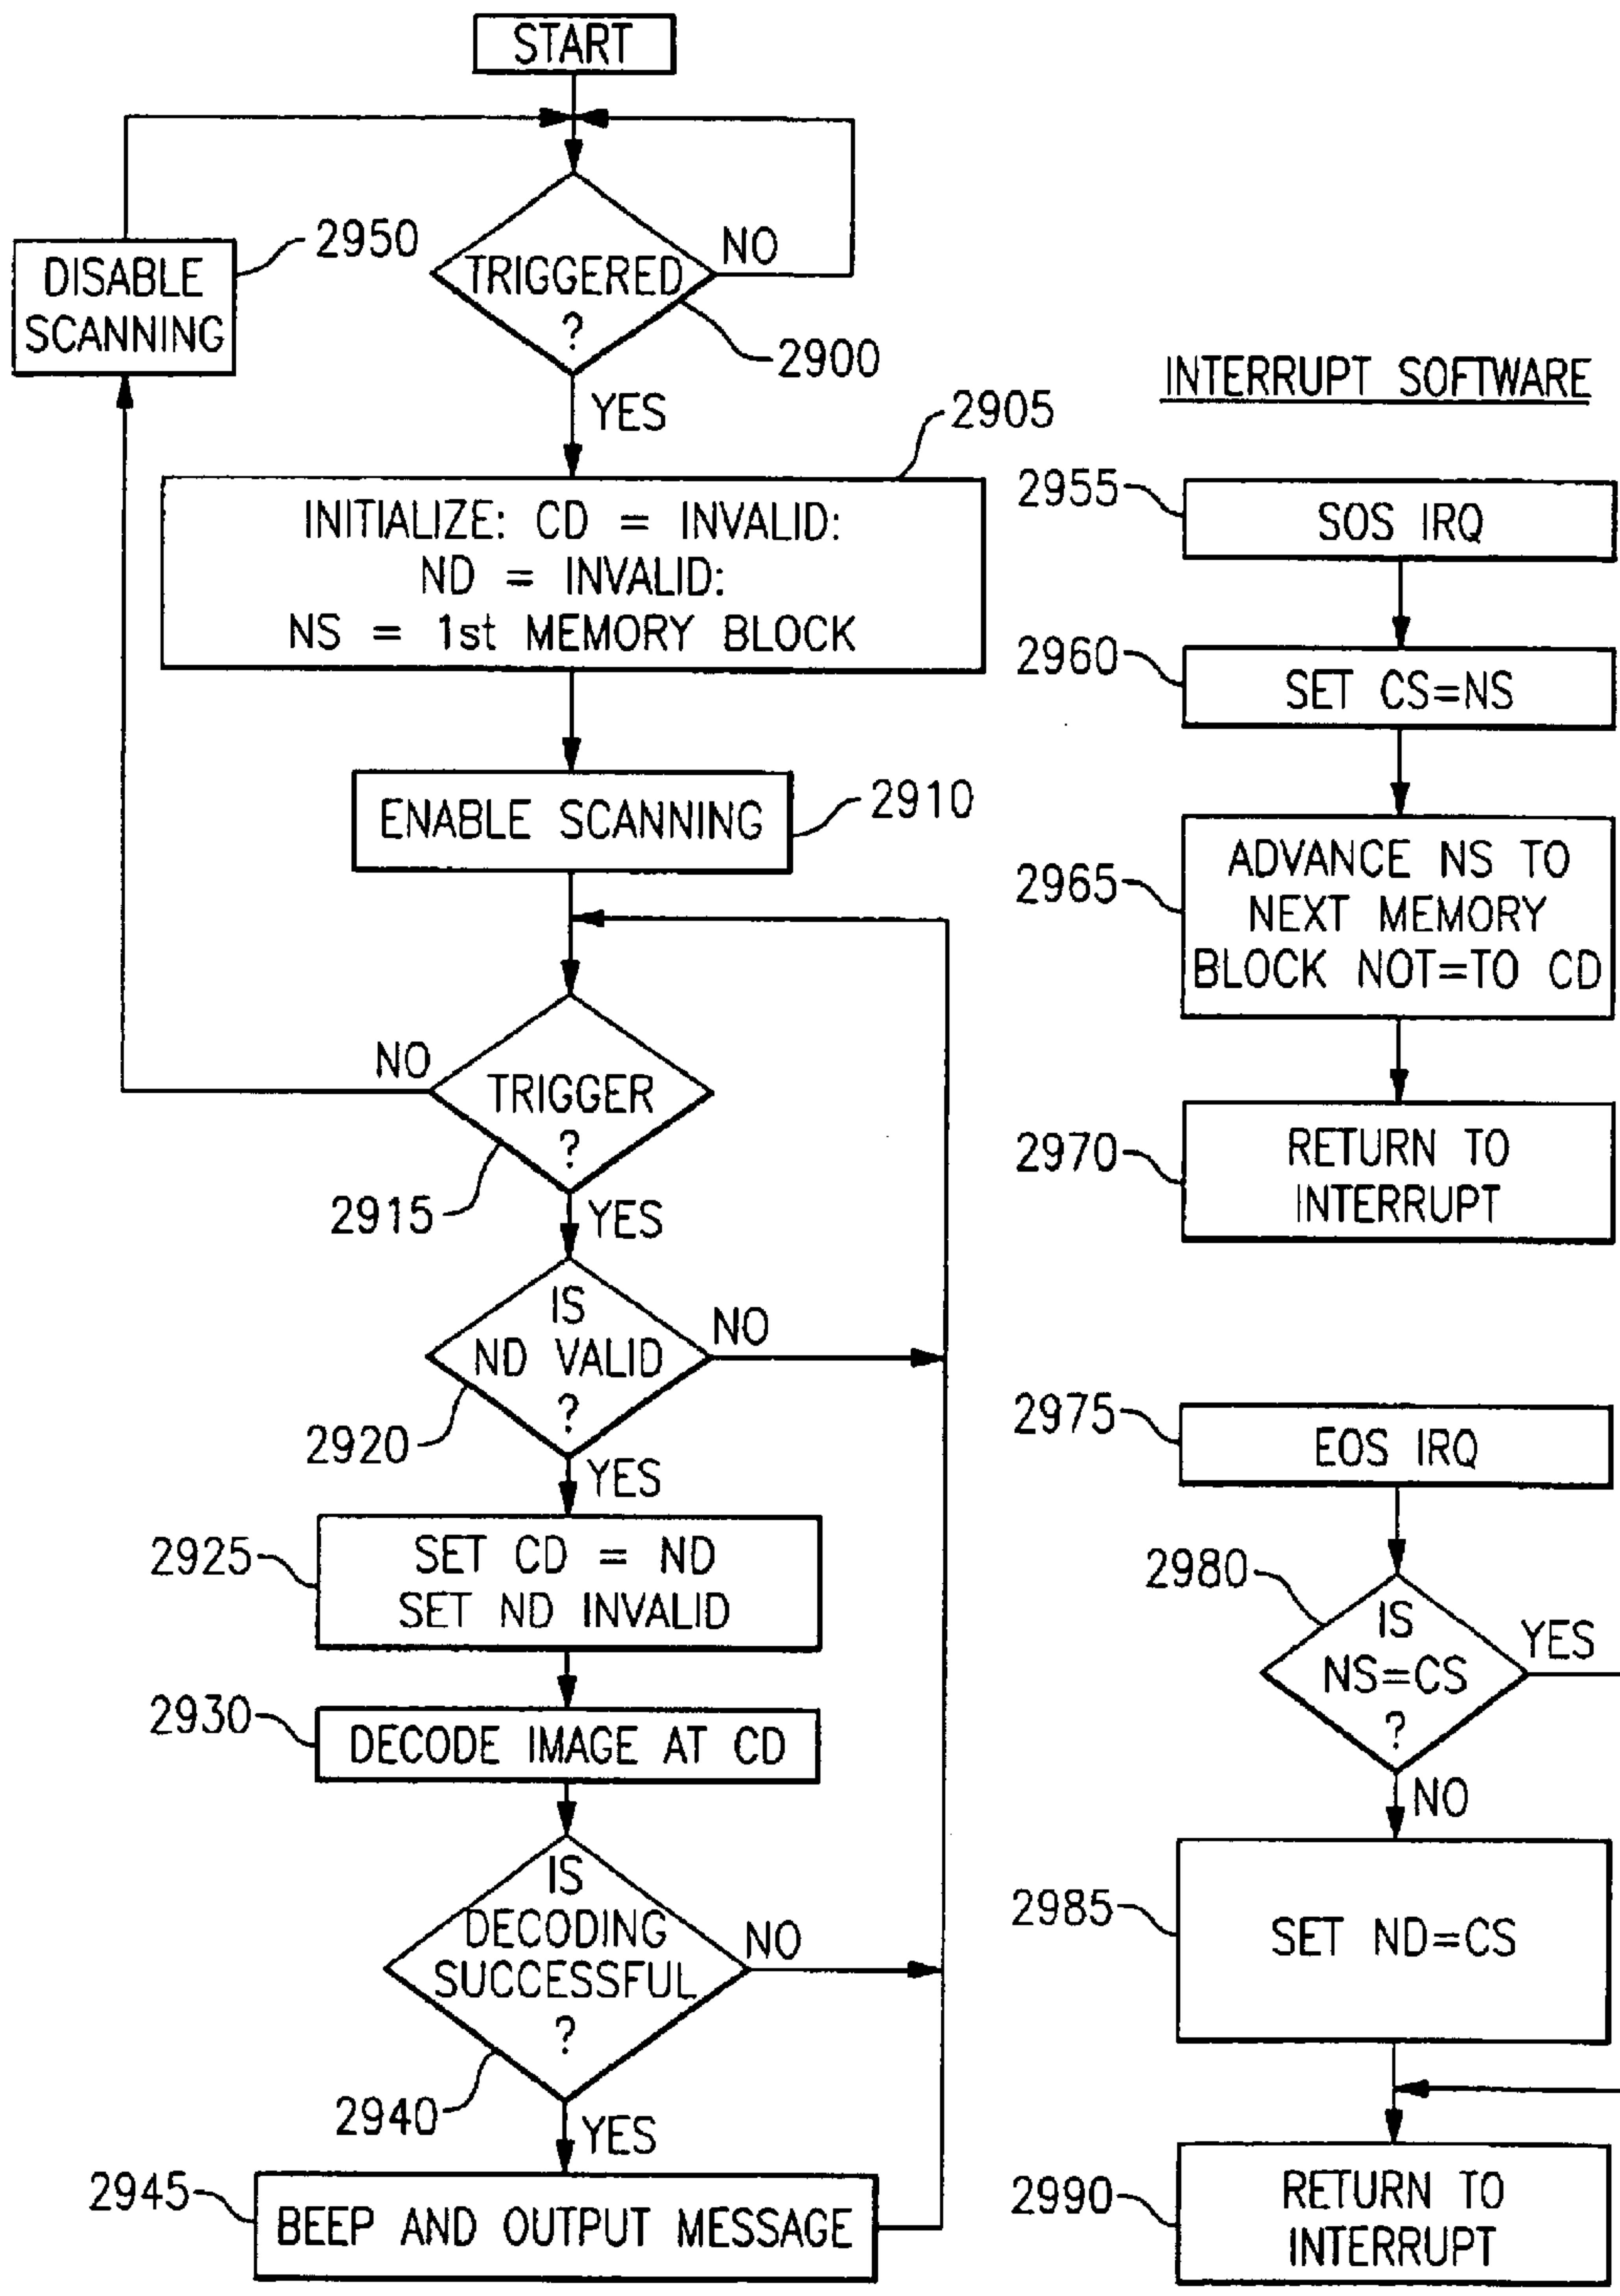 START
2950
DISABLE
SCANNING
TRIGGERED
?
NO
2900
YES
2905
INITIALIZE: CD = INVALID:
ND = INVALID:
NS = 1st MEMORY BLOCK
ENABLE SCANNING
2910
NO
TRIGGER
?
2915
YES
IS
ND VALID
?
NO
2920
YES
2925
SET CD = ND
SET ND INVALID
2930
DECODE IMAGE AT CD
IS
DECODING
SUCCESSFUL
?
NO
2940
YES
2945
BEEP AND OUTPUT MESSAGE
INTERRUPT SOFTWARE
2955
SOS IRQ
2960
SET CS=NS
2965
ADVANCE NS TO
NEXT MEMORY
BLOCK NOT=TO CD
2970
RETURN TO
INTERRUPT
2975
EOS IRQ
2980
IS
NS=CS
?
YES
NO
2985
SET ND=CS
2990
RETURN TO
INTERRUPT